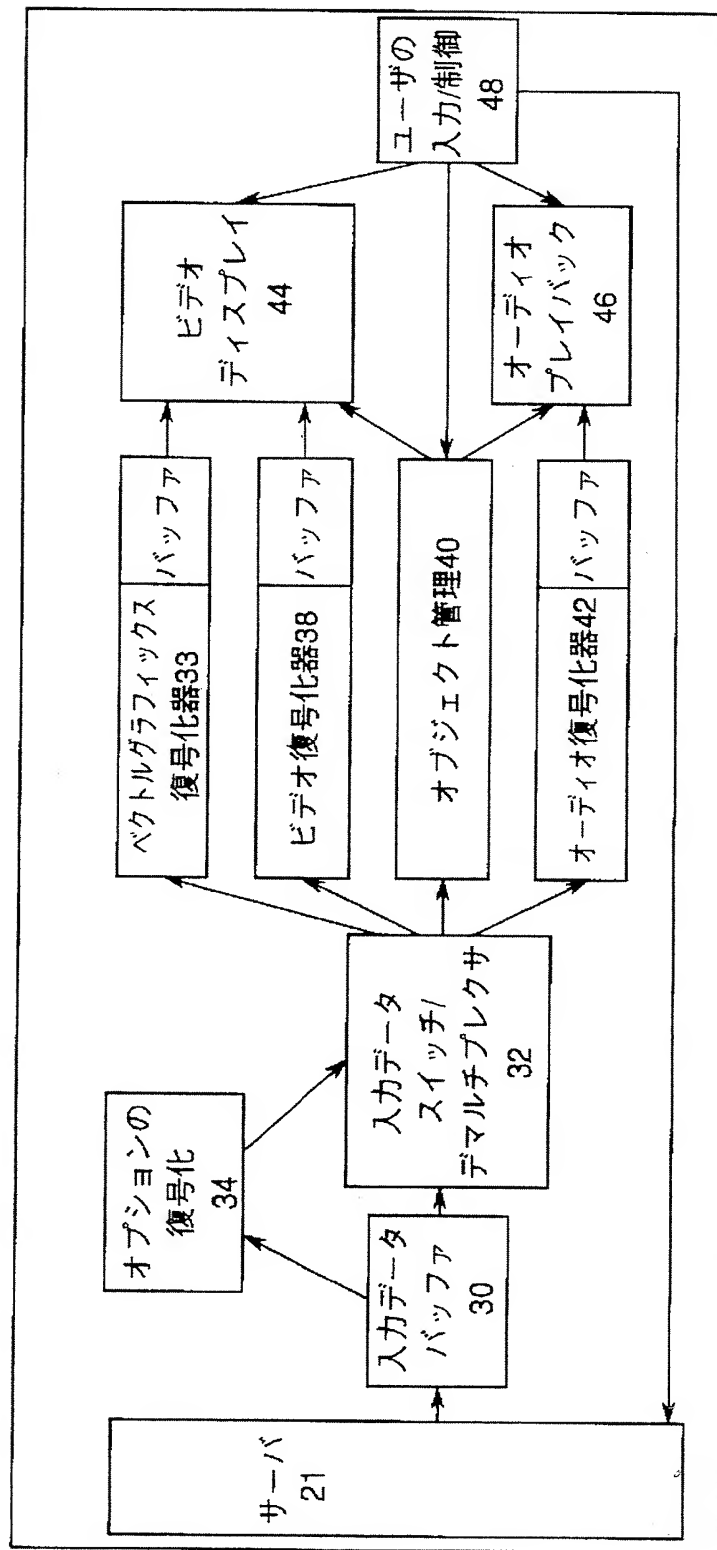 サーバ
21
入力データ
バッファ
30
オプションの
復号化
34
入力データ
スイッチ/
デマルチプレクサ
32
ベクトルグラフィックス
復号化器33
バッファ
ビデオ復号化器38
バッファ
オブジェクト管理40
オーディオ復号化器42
バッファ
ビデオ
ディスプレイ
44
オーディオ
プレイバック
46
ユーザの
入力/制御
48